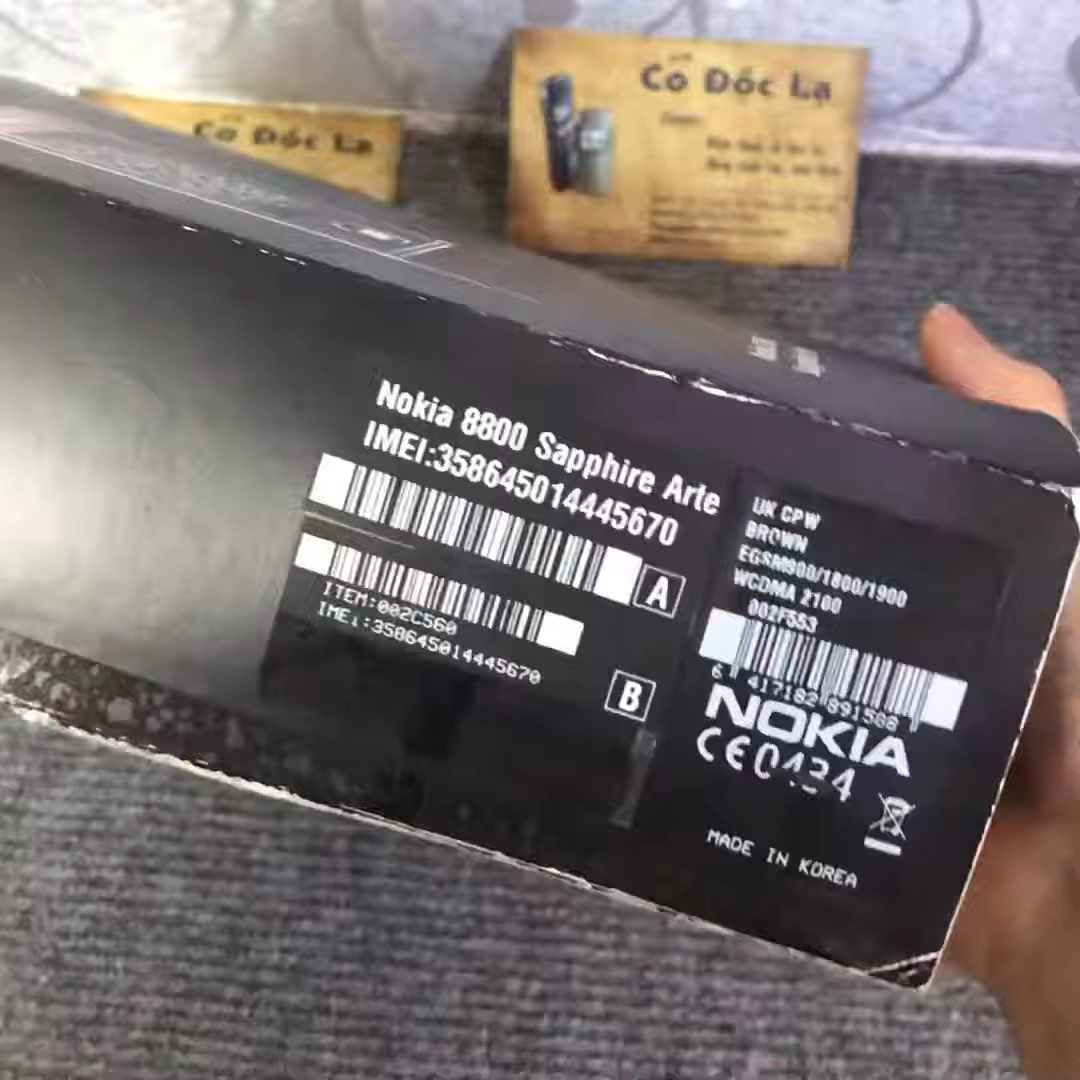 Cổ Độc Lạ
Cổ Độc Lạ
Nokia 8800 Sapphire Arte
IMEI:358645014445670
A
ITEM:002C560
IMEI:358645014445670
B
UK CPW
BROWN
EGSM900/1800/1900
WCDMA 2100
002F553
6 417182 891588
NOKIA
CE0434
MADE IN KOREA